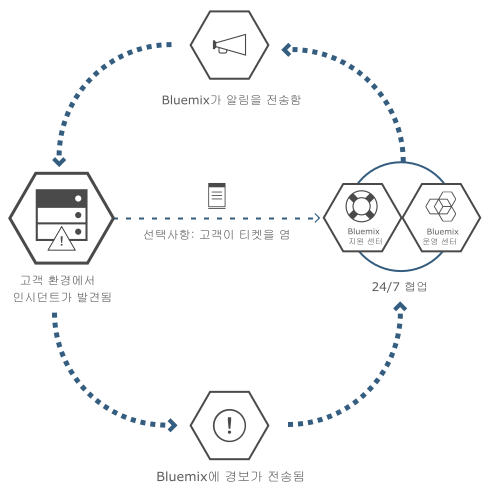 Bluemix가 알림을 전송함
선택사항: 고객이 티켓을 엶
Bluemix
지원 센터
Bluemix
운영 센터
고객 환경에서
인시던트가 발견됨
24/7 협업
Bluemix에 경보가 전송됨